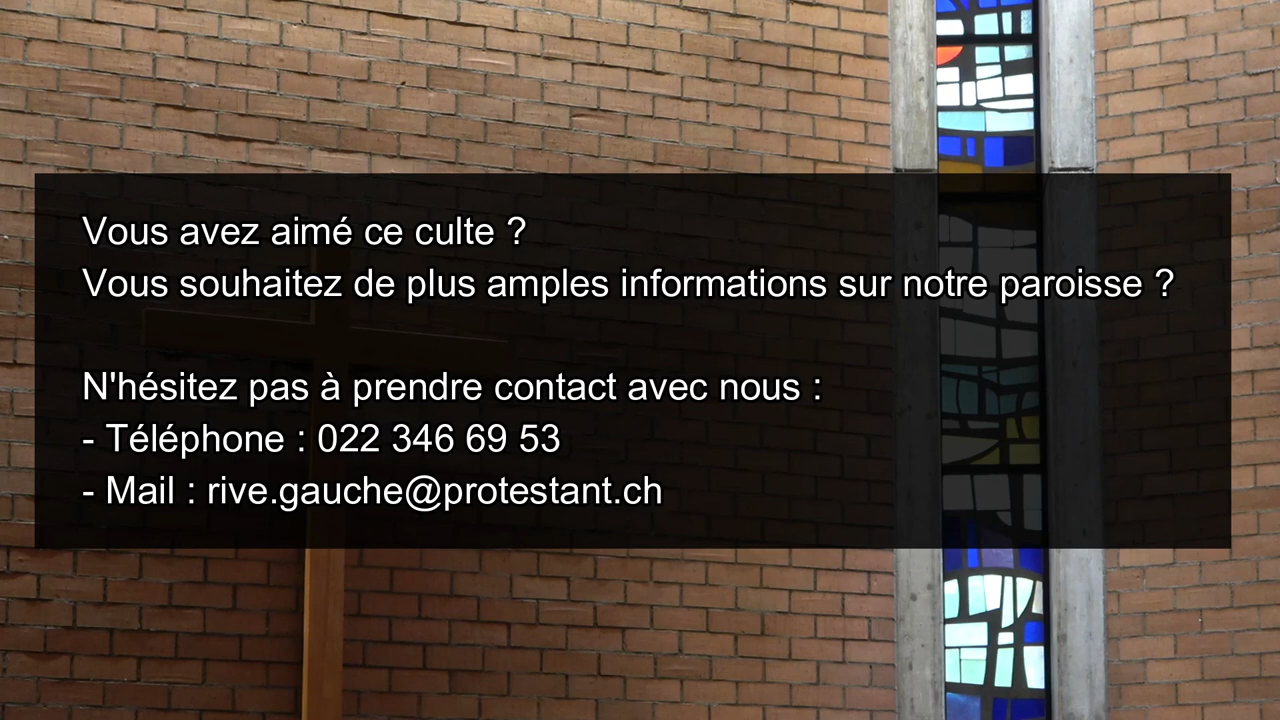 Vous avez aimé ce culte ?
Vous souhaitez de plus amples informations sur notre paroisse ?
N'hésitez pas à prendre contact avec nous :
- Téléphone : 022 346 69 53
- Mail : rive.gauche@protestant.ch